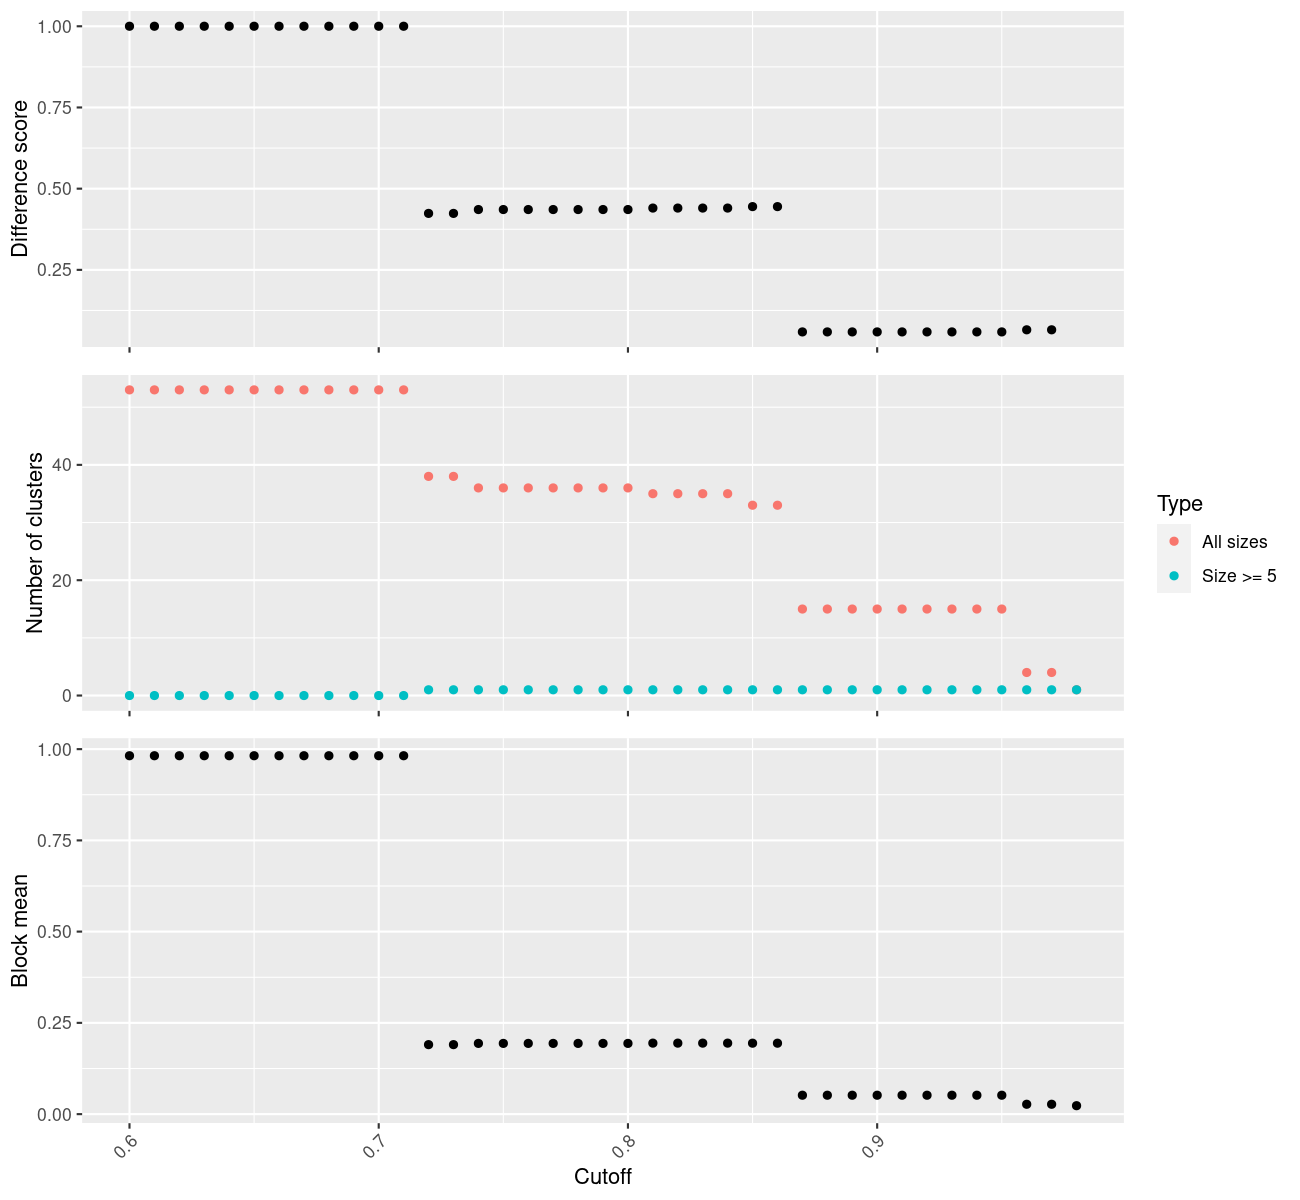 Difference score
1.00
0.75
0.50
0.25
Number of clusters
40
20
0
Type
All sizes
Size >= 5
Block mean
1.00
0.75
0.50
0.25
0.00
0.6
0.7
0.8
0.9
Cutoff